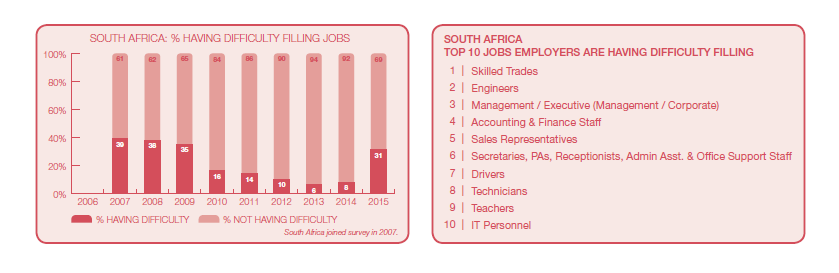 SOUTH AFRICA: % HAVING DIFFICULTY FILLING JOBS
100%
80%
60%
40%
20%
0%
61 62 65 84 86 90 94 92 69
39 38 35 16 14 10 6 8 31
2006 2007 2008 2009 2010 2011 2012 2013 2014 2015
% HAVING DIFFICULTY % NOT HAVING DIFFICULTY
South Africa joined survey in 2007.
SOUTH AFRICA
TOP 10 JOBS EMPLOYERS ARE HAVING DIFFICULTY FILLING
1 | Skilled Trades
2 | Engineers
3 | Management / Executive (Management / Corporate)
4 | Accounting & Finance Staff
5 | Sales Representatives
6 | Secretaries, PAs, Receptionists, Admin Asst. & Office Support Staff
7 | Drivers
8 | Technicians
9 | Teachers
10 | IT Personnel